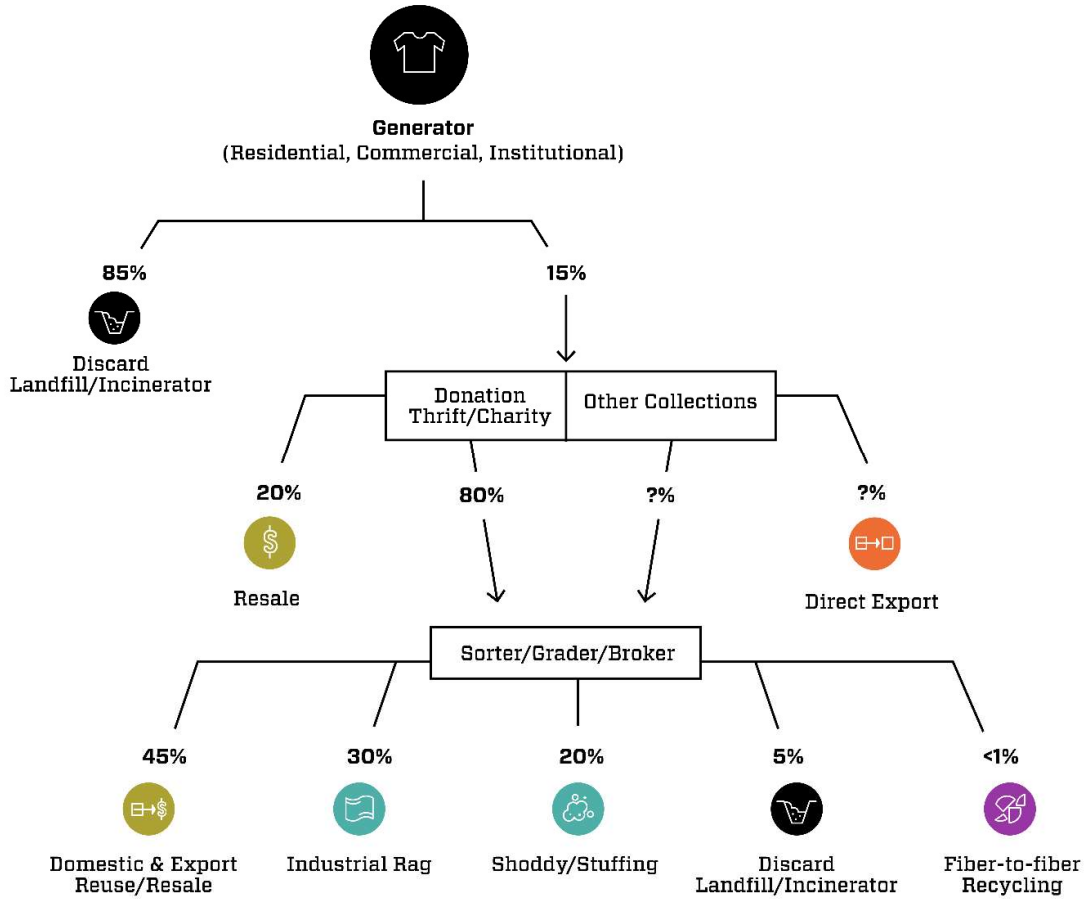 Generator
(Residential, Commercial, Institutional)
85%
15%
Discard
Landfill/Incinerator
Donation
Thrift/Charity
Other Collections
20%
80%
?%
?%
Resale
Direct Export
Sorter/Grader/Broker
45%
30%
20%
5%
<1%
Domestic & Export
Reuse/Resale
Industrial Rag
Shoddy/Stuffing
Discard
Landfill/Incinerator
Fiber-to-fiber
Recycling